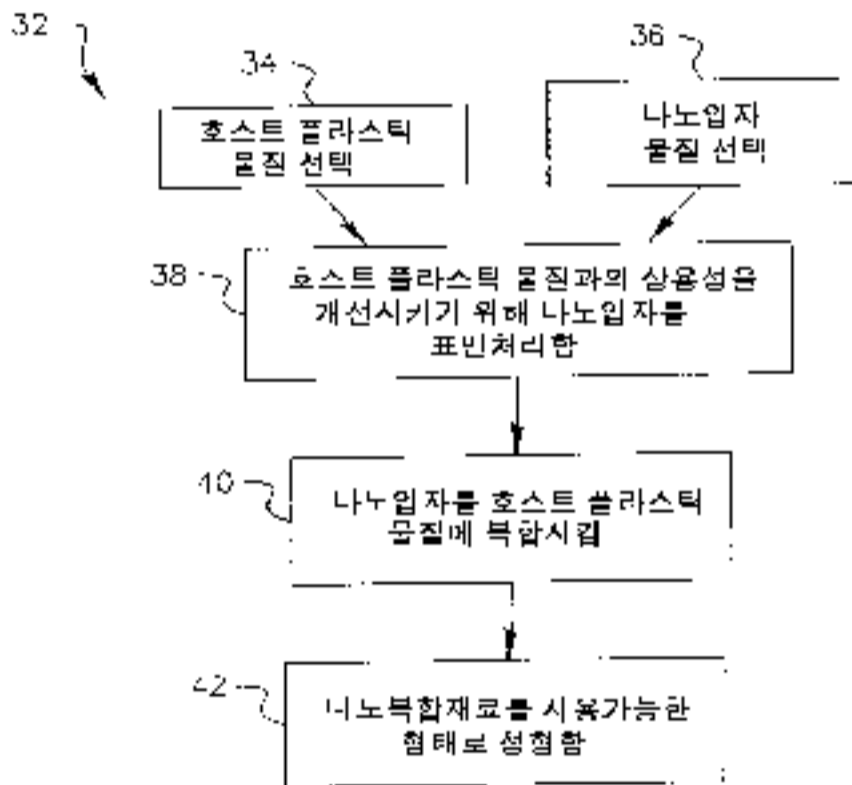 32
34
36
호스트 플라스틱
물질 선택
나노입자
물질 선택
38
호스트 플라스틱 물질과의 상용성을
개선시키기 위해 나노입자를
표면처리함
40
나노입자를 호스트 플라스틱
물질에 복합시킴
42
나노복합재료를 사용가능한
형태로 성형함